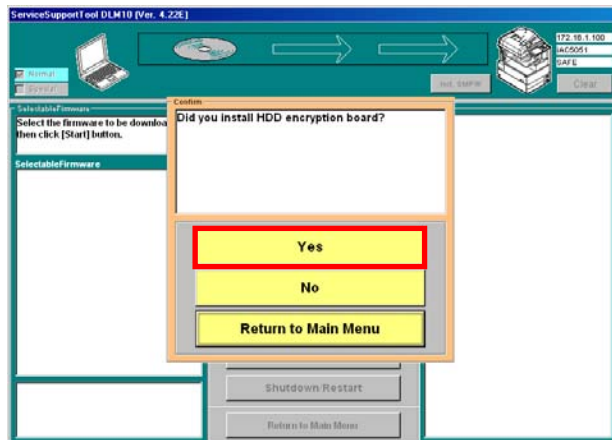 ServiceSupportTool DLM10 (Ver. 4.22E)
172.16.1.100
iAC5051
SAFE
Normal
Special
Clear
SelectableFirmware
Select the firmware to be downloa
then click [Start] button.
SelectableFirmware
Confirm
Did you install HDD encryption board?
Yes
No
Return to Main Menu
Shutdown/Restart
Return to Main Menu